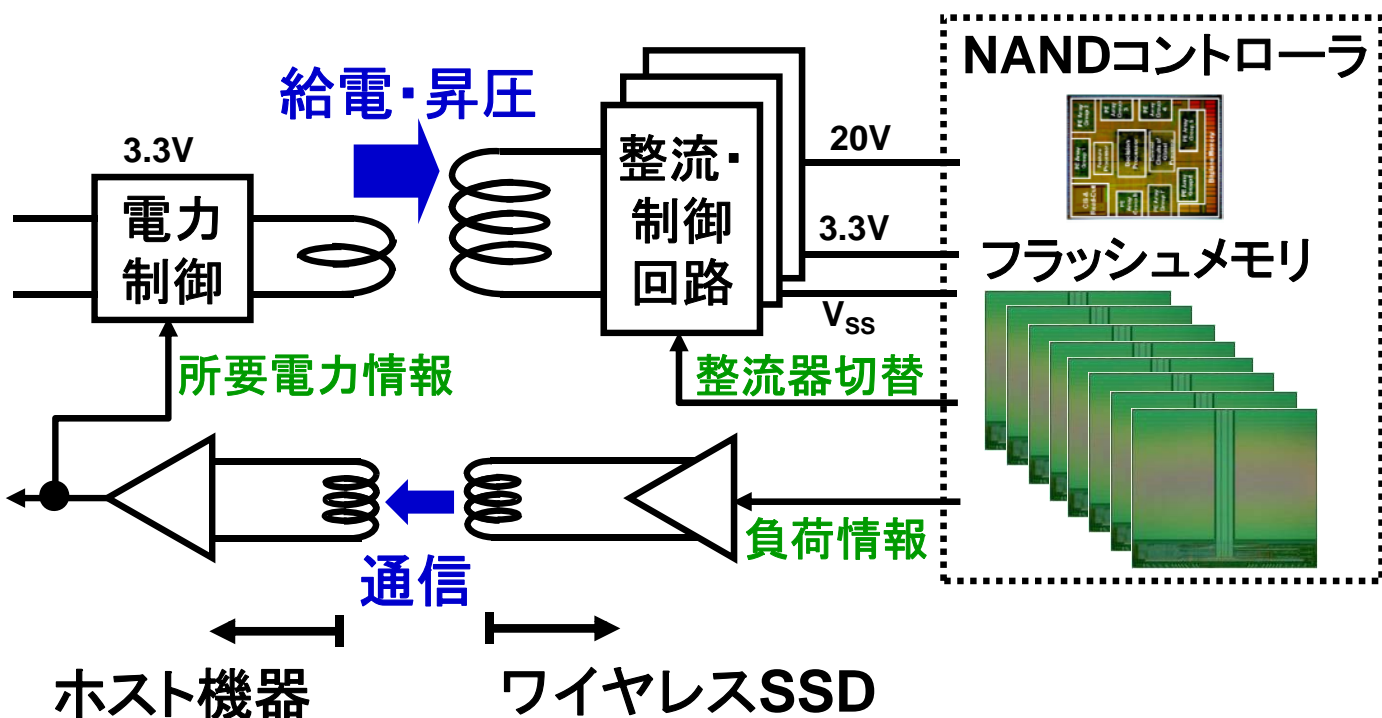 NANDコントローラ
給電・昇圧
3.3V
電力
制御
整流・
制御
回路
20V
3.3V
VSS
フラッシュメモリ
所要電力情報
整流器切替
負荷情報
通信
ホスト機器
ワイヤレスSSD